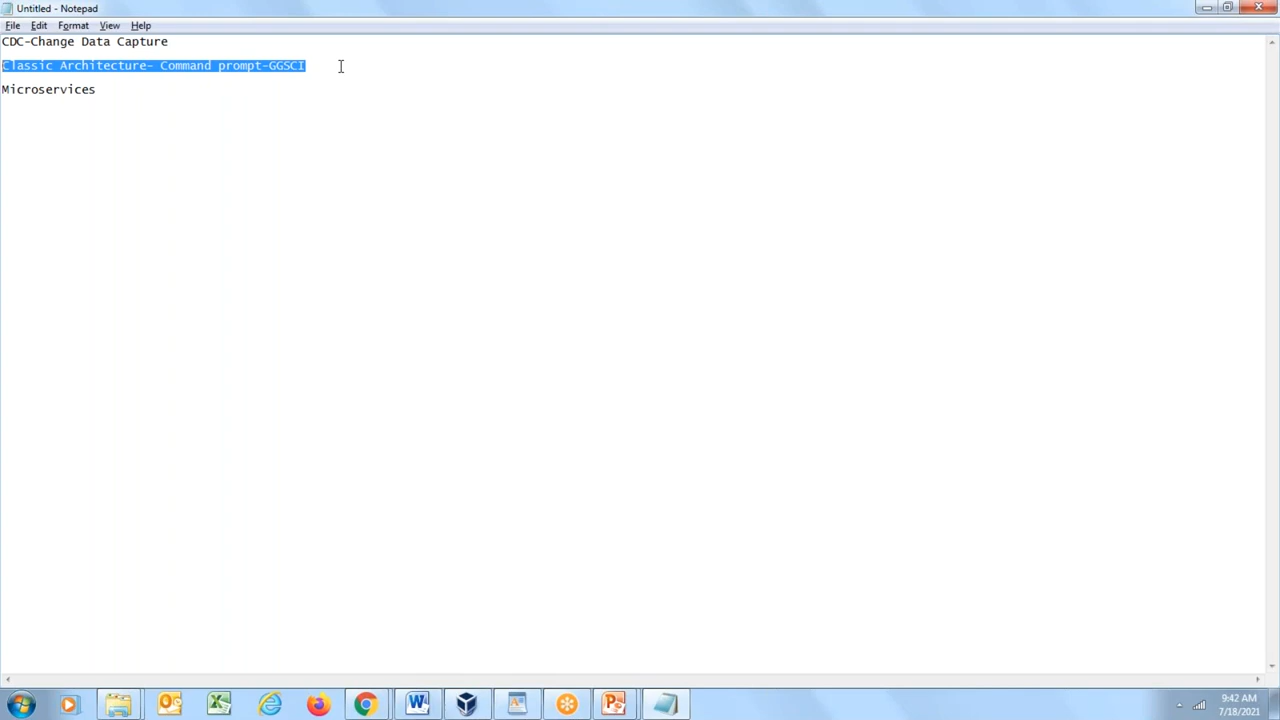 Untitled - Notepad
File Edit Format View Help
CDC-Change Data Capture
Classic Architecture- Command prompt-GGSCI
Microservices
9:42 AM
7/18/2021